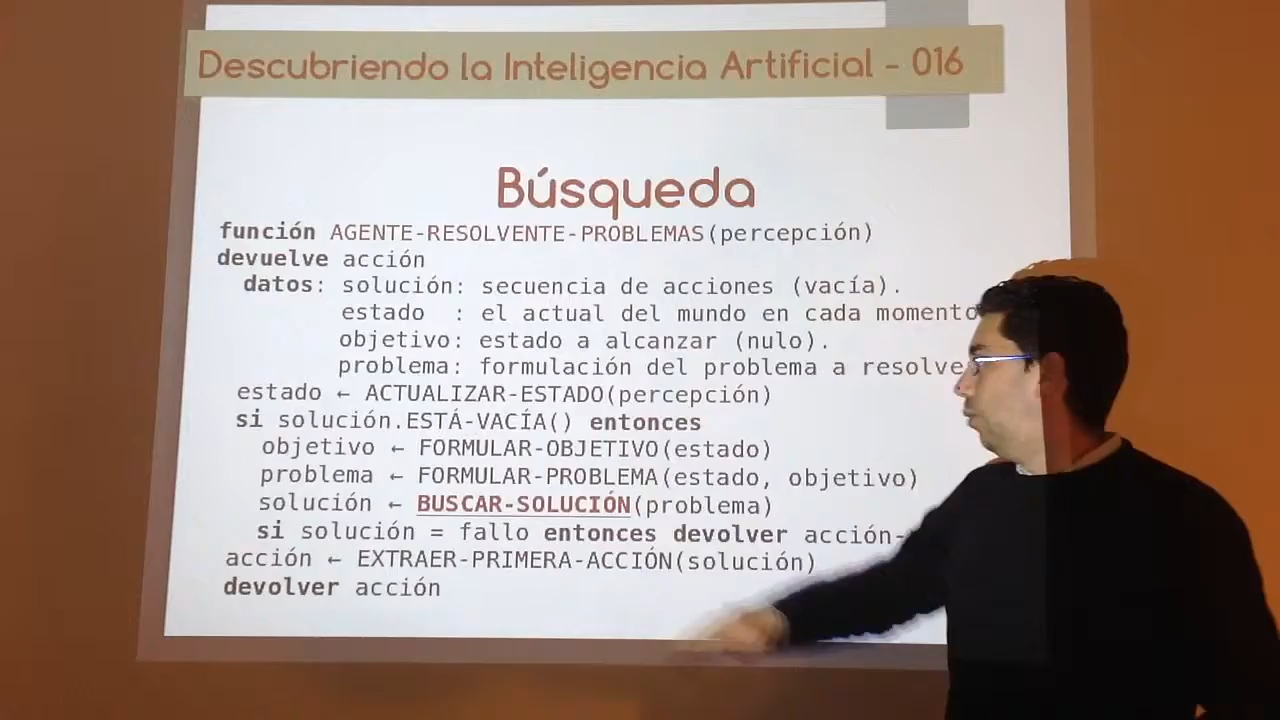 Descubriendo la Inteligencia Artificial - 016
Búsqueda
función AGENTE-RESOLVENTE-PROBLEMAS(percepción)
devuelve acción
datos: solución: secuencia de acciones (vacía).
estado : el actual del mundo en cada momento
objetivo: estado a alcanzar (nulo).
problema: formulación del problema a
estado ← ACTUALIZAR-ESTADO(percepción)
si solución.ESTÁ-VACÍA() entonces
objetivo ← FORMULAR-OBJETIVO(estado)
problema ← FORMULAR-PROBLEMA(estado, objetivo)
solución ← BUSCAR-SOLUCIÓN(problema)
si solución = fallo entonces devolver acción-
acción ← EXTRAER-PRIMERA-ACCIÓN(solución)
devolver acción